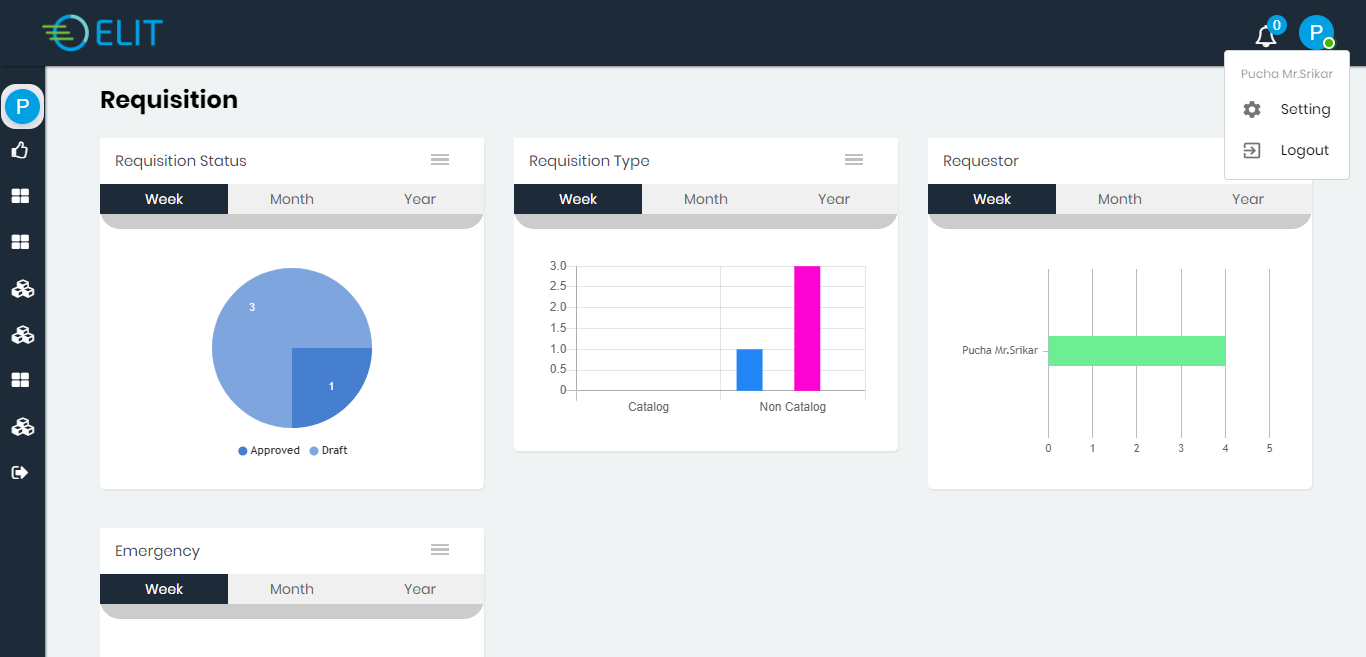 ELIT
0
P
Pucha Mr.Srikar
Setting
Logout
P
Requisition
Requisition Status
Week Month Year
3
1
Approved Draft
Requisition Type
Week Month Year
3.0
2.5
2.0
1.5
1.0
0.5
0
Catalog Non Catalog
Requestor
Week Month Year
Pucha Mr.Srikar
0 1 2 3 4 5
Emergency
Week Month Year